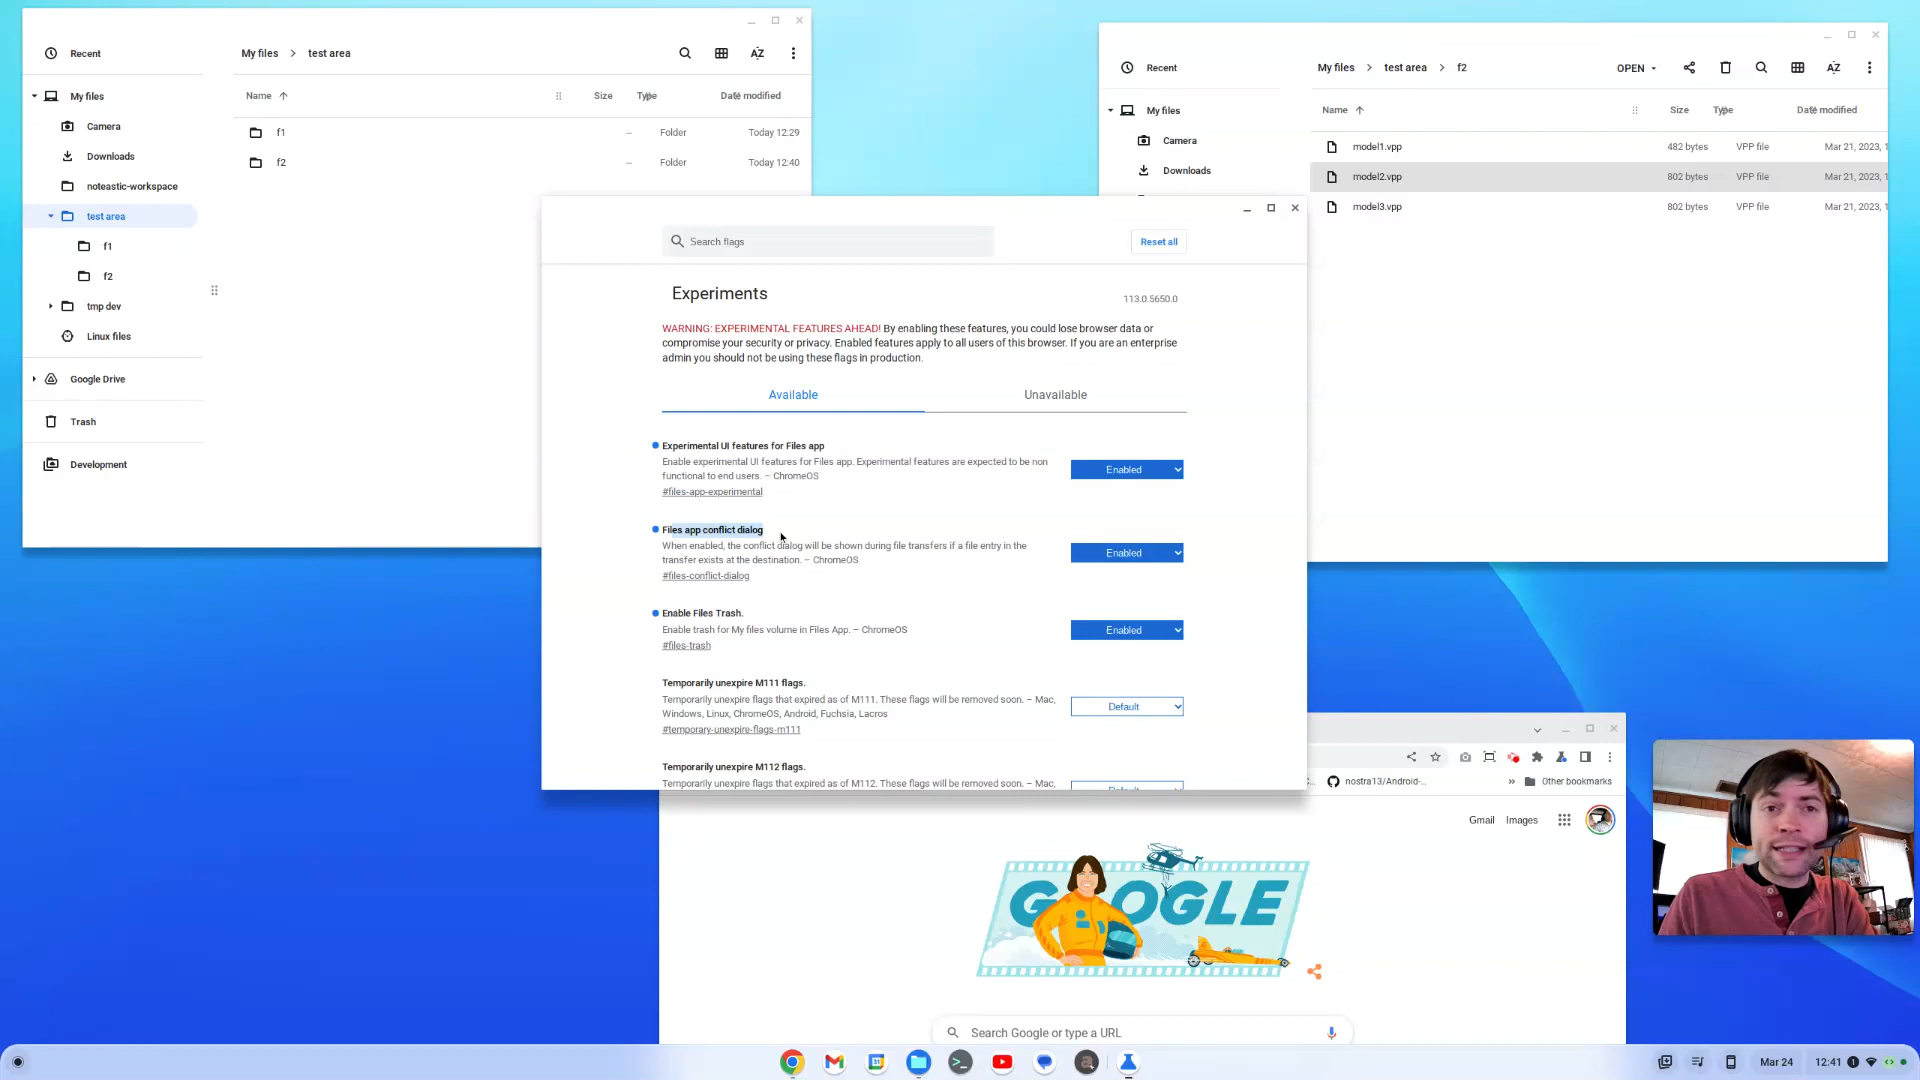 Recent
My files
Camera
Downloads
noteastic-workspace
test area
f1
f2
tmp dev
Linux files
Google Drive
Trash
Development
My files > test area
Name
Size
Type
Date modified
f1 – Folder Today 12:29
f2 – Folder Today 12:40
Recent
My files
Camera
Downloads
My files > test area > f2
OPEN
AZ
Name
Size
Type
Date modified
model1.vpp 482 bytes VPP file Mar 21, 2023, 1
model2.vpp 802 bytes VPP file Mar 21, 2023, 1
model3.vpp 802 bytes VPP file Mar 21, 2023, 1
Search flags
Reset all
Experiments
113.0.5650.0
WARNING: EXPERIMENTAL FEATURES AHEAD! By enabling these features, you could lose browser data or
compromise your security or privacy. Enabled features apply to all users of this browser. If you are an enterprise
admin you should not be using these flags in production.
Available
Unavailable
Experimental UI features for Files app
Enable experimental UI features for Files app. Experimental features are expected to be non
functional to end users. – ChromeOS
#files-app-experimental
Enabled
Files app conflict dialog
When enabled, the conflict dialog will be shown during file transfers if a file entry in the
transfer exists at the destination. – ChromeOS
#files-conflict-dialog
Enabled
Enable Files Trash.
Enable trash for My files volume in Files App. – ChromeOS
#files-trash
Enabled
Temporarily unexpire M111 flags.
Temporarily unexpire flags that expired as of M111. These flags will be removed soon. – Mac,
Windows, Linux, ChromeOS, Android, Fuchsia, Lacros
#temporary-unexpire-flags-m111
Default
Temporarily unexpire M112 flags.
Temporarily unexpire flags that expired as of M112. These flags will be removed soon. – Mac,
Default
nostra13/Android-...
» Other bookmarks
Gmail Images
GOOGLE
Search Google or type a URL
Mar 24
12:41